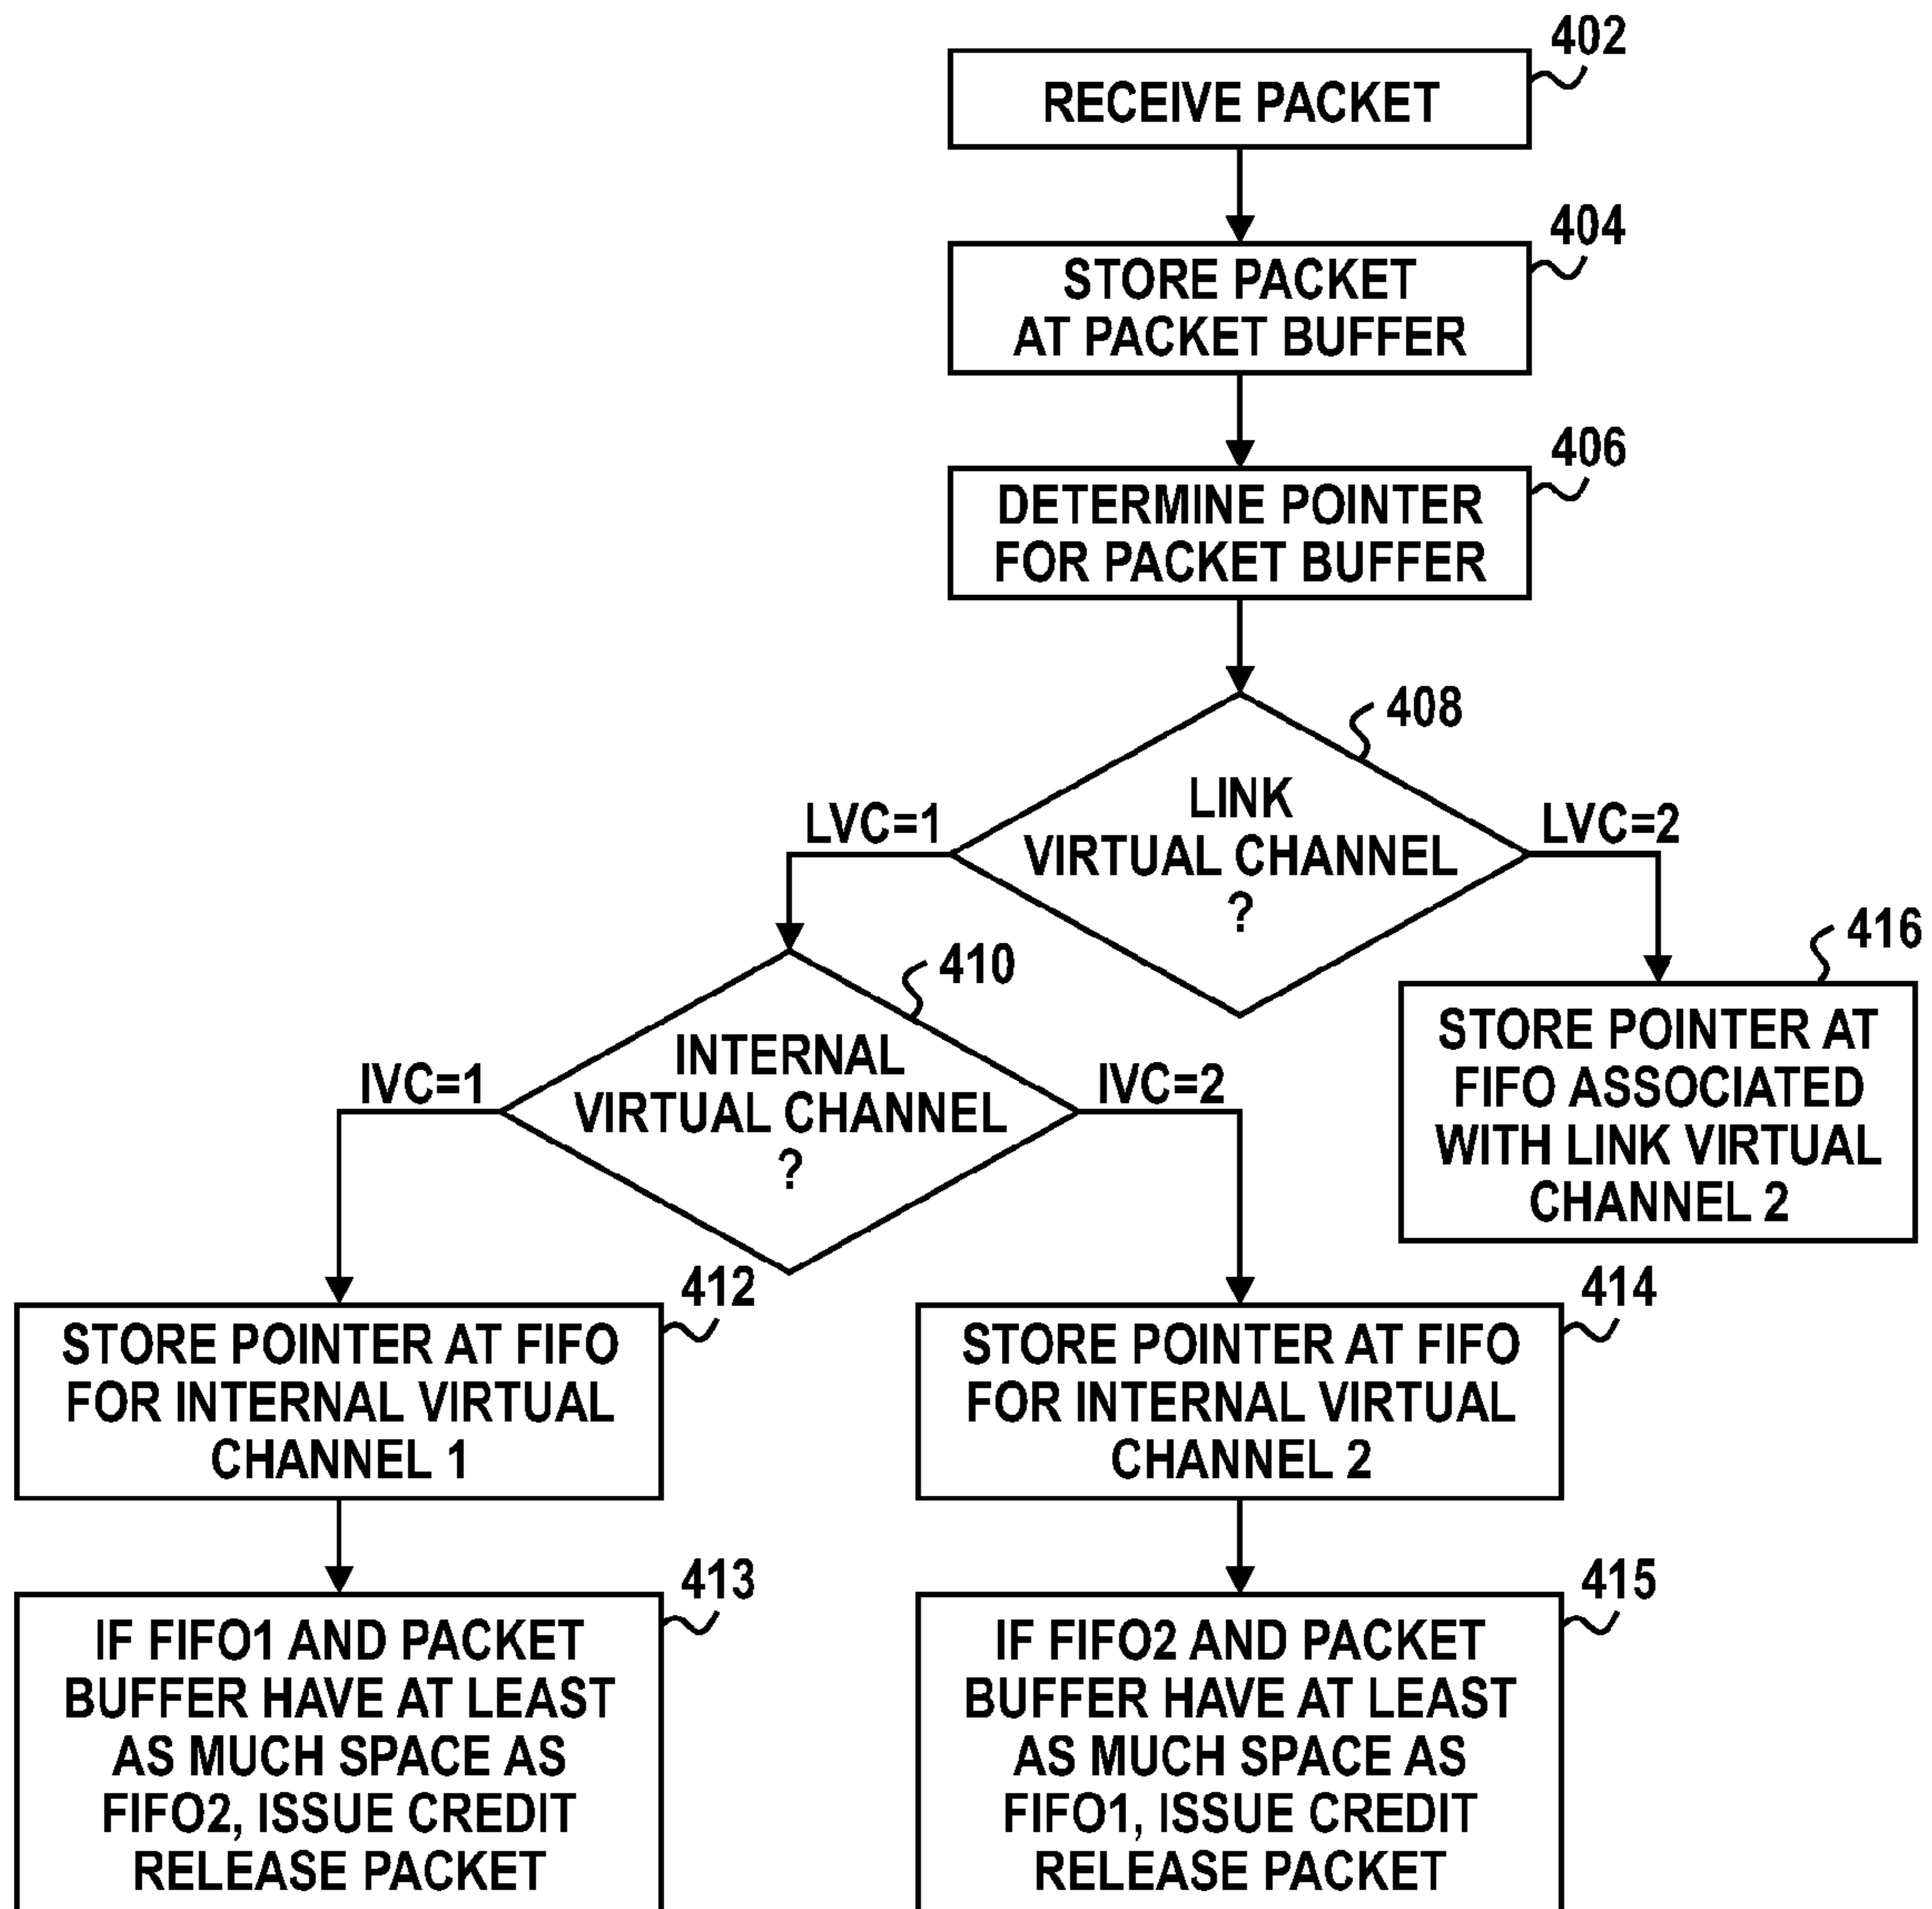 402
RECEIVE PACKET
404
STORE PACKET
AT PACKET BUFFER
406
DETERMINE POINTER
FOR PACKET BUFFER
408
LINK
VIRTUAL CHANNEL
?
LVC=1
LVC=2
410
INTERNAL
VIRTUAL CHANNEL
?
IVC=1
IVC=2
416
STORE POINTER AT
FIFO ASSOCIATED
WITH LINK VIRTUAL
CHANNEL 2
412
STORE POINTER AT FIFO
FOR INTERNAL VIRTUAL
CHANNEL 1
414
STORE POINTER AT FIFO
FOR INTERNAL VIRTUAL
CHANNEL 2
413
IF FIFO1 AND PACKET
BUFFER HAVE AT LEAST
AS MUCH SPACE AS
FIFO2, ISSUE CREDIT
RELEASE PACKET
415
IF FIFO2 AND PACKET
BUFFER HAVE AT LEAST
AS MUCH SPACE AS
FIFO1, ISSUE CREDIT
RELEASE PACKET